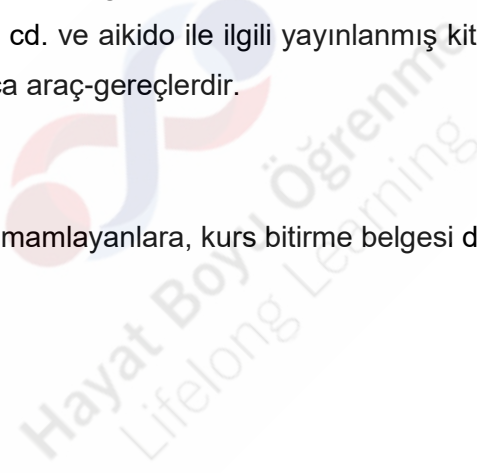 cd. ve aikido ile ilgili yayınlanmış kit
a araç-gereçlerdir.
mamlayanlara, kurs bitirme belgesi d
Hayat Boyu Öğrenme
Lifelong Learning